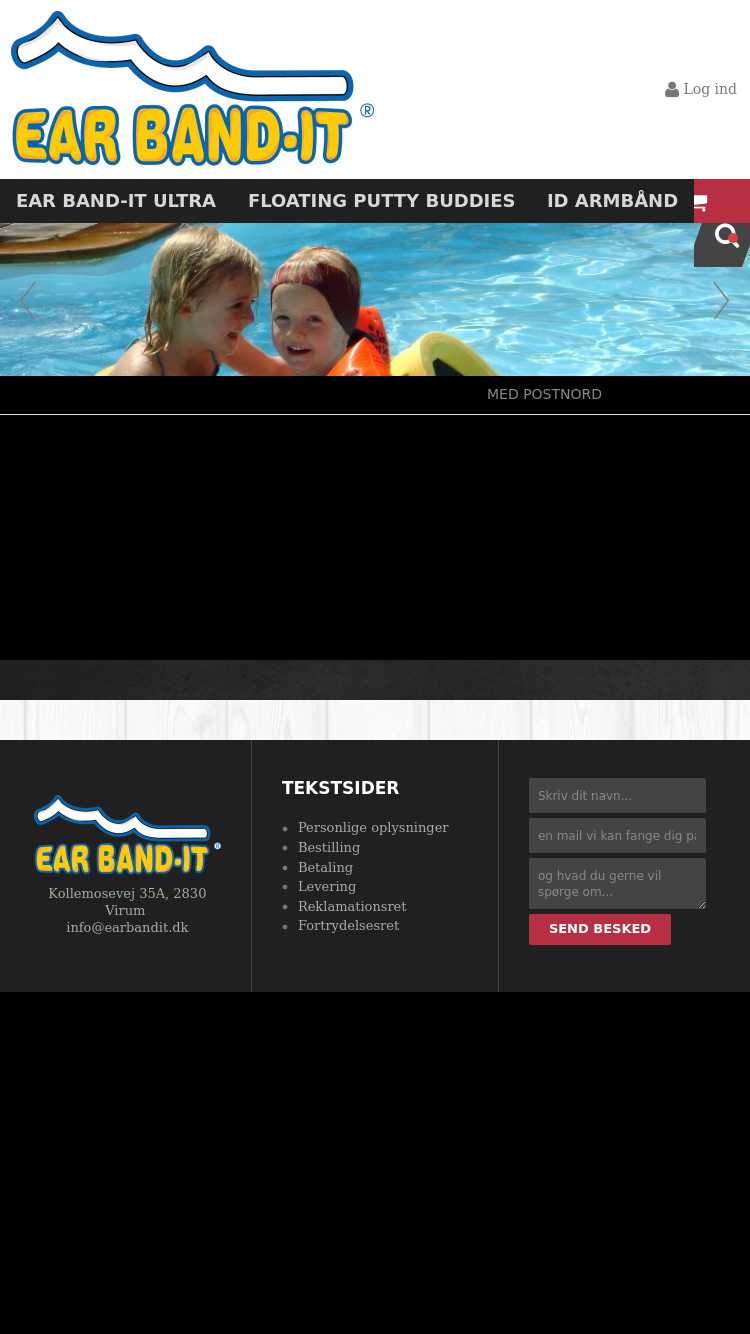 EAR BAND-IT ®
Log ind
EAR BAND-IT ULTRA
FLOATING PUTTY BUDDIES
ID ARMBÅND
MED POSTNORD
EAR BAND-IT ®
Kollemosevej 35A, 2830
Virum
info@earbandit.dk
TEKSTSIDER
Personlige oplysninger
Bestilling
Betaling
Levering
Reklamationsret
Fortrydelsesret
Skriv dit navn...
en mail vi kan fange dig på
og hvad du gerne vil
spørge om...
SEND BESKED